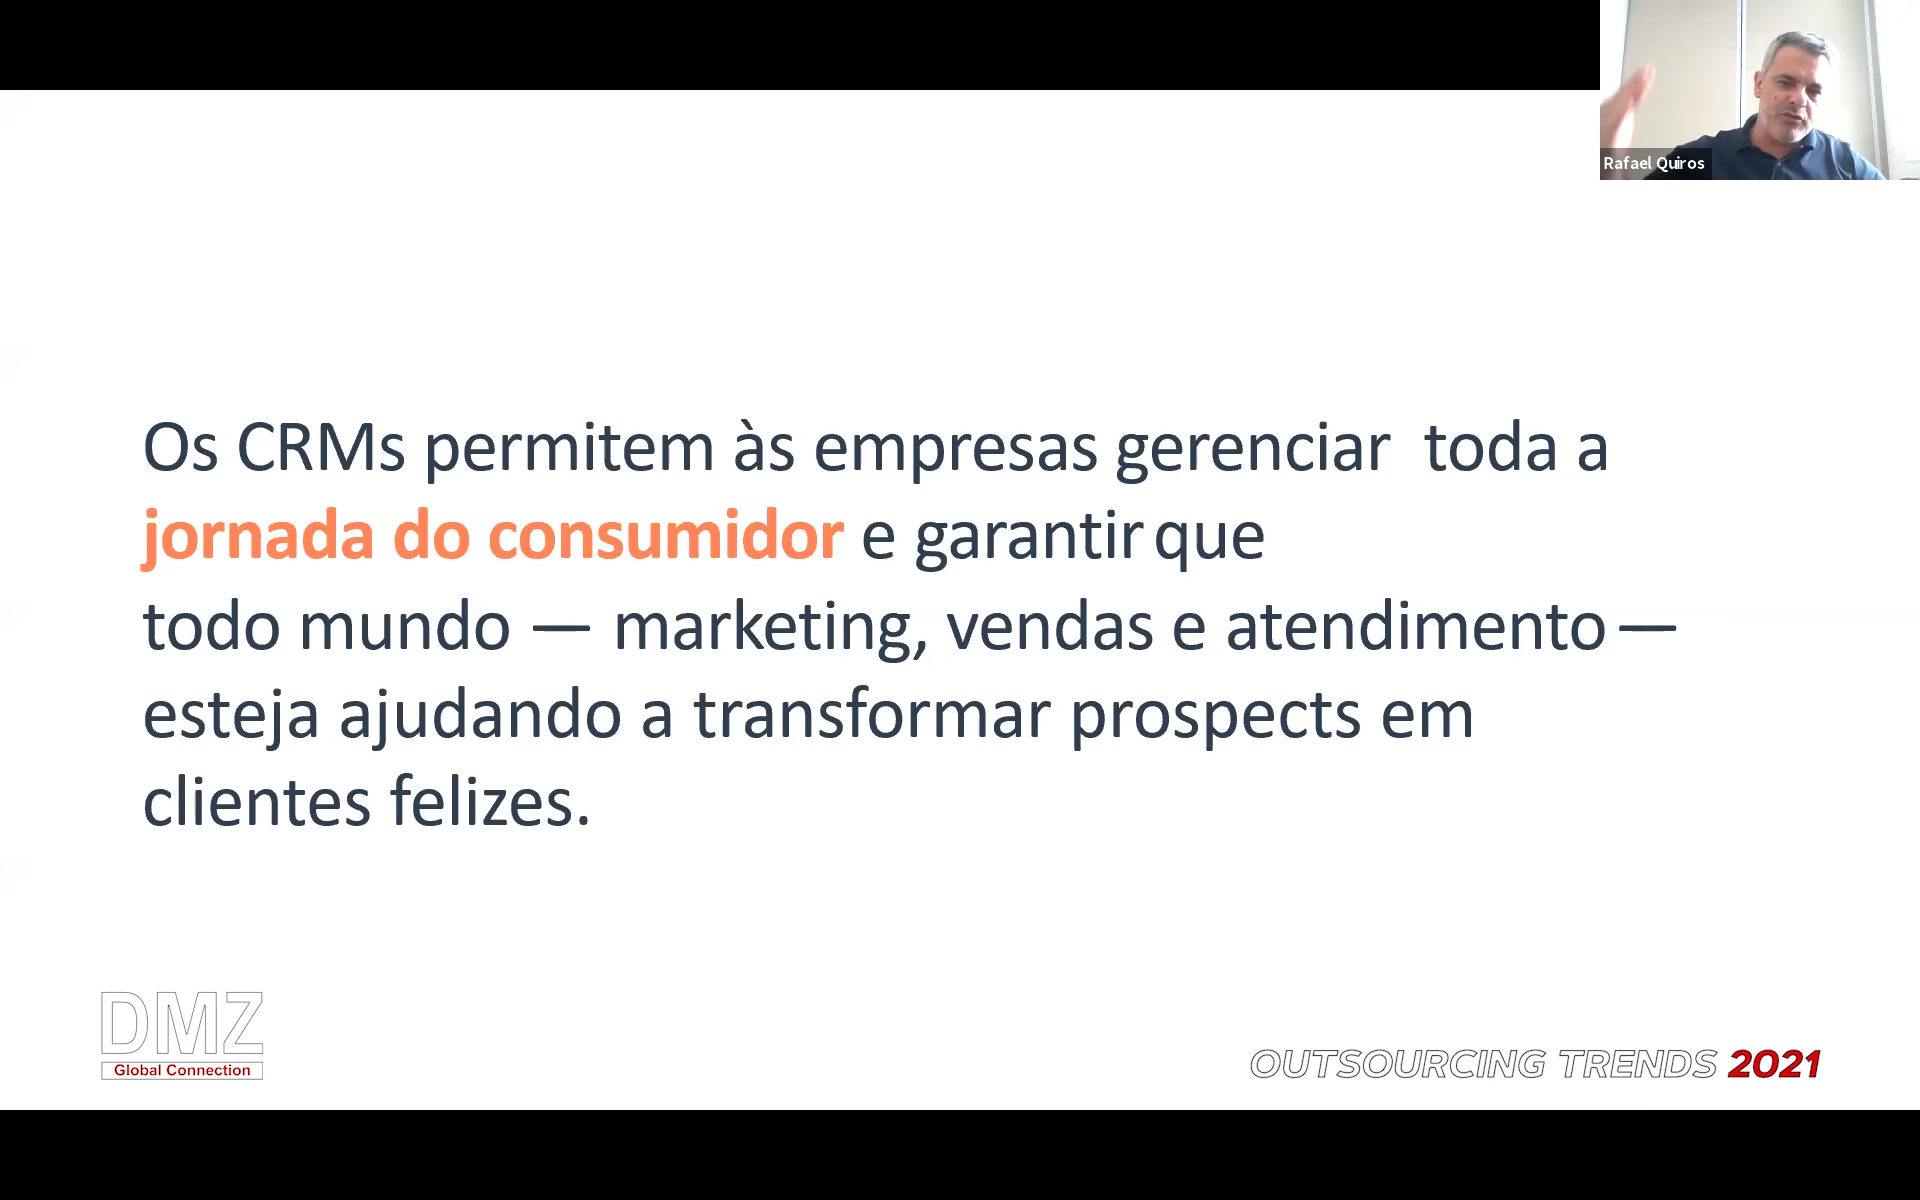 Rafael Quiros
Os CRMs permitem às empresas gerenciar toda a
jornada do consumidor e garantir que
todo mundo — marketing, vendas e atendimento —
esteja ajudando a transformar prospects em
clientes felizes.
DMZ
Global Connection
OUTSOURCING TRENDS 2021